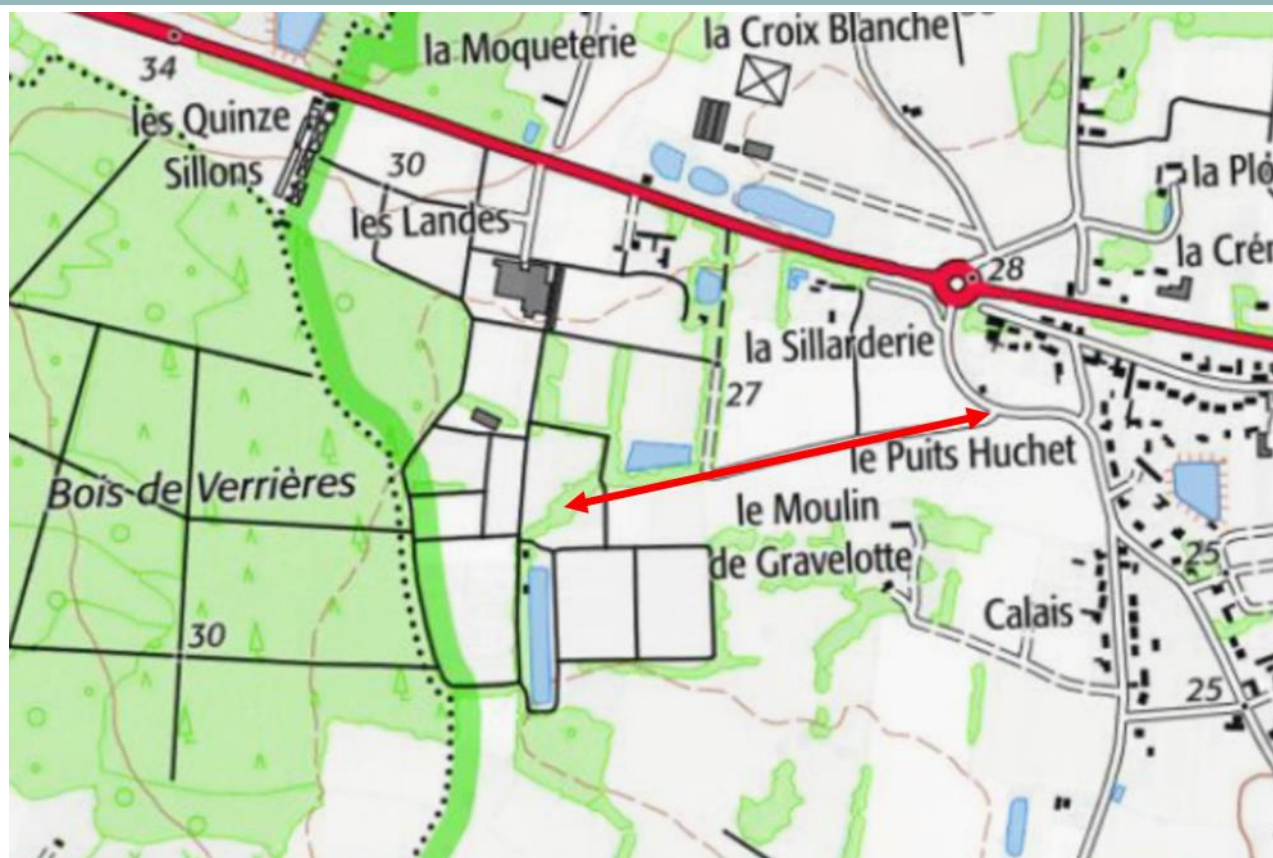 la Moqueterie
la Croix Blanche
34
les Quinze
Sillons
30
les Landes
la Plo
la Crém
28
la Sillarderie
27
le Puits Huchet
Bois de Verrières
le Moulin
de Gravelotte
25
Calais
30
25